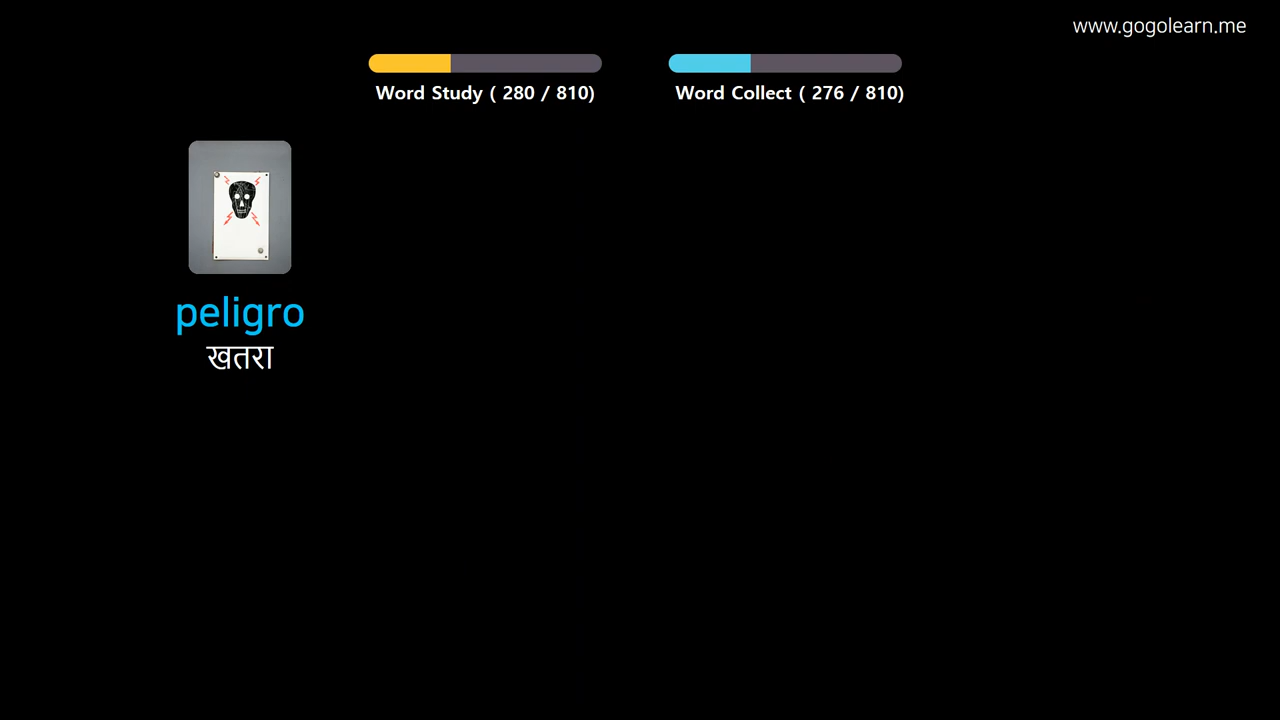 www.gogolearn.me
Word Study ( 280 / 810)
Word Collect ( 276 / 810)
peligro
खतरा